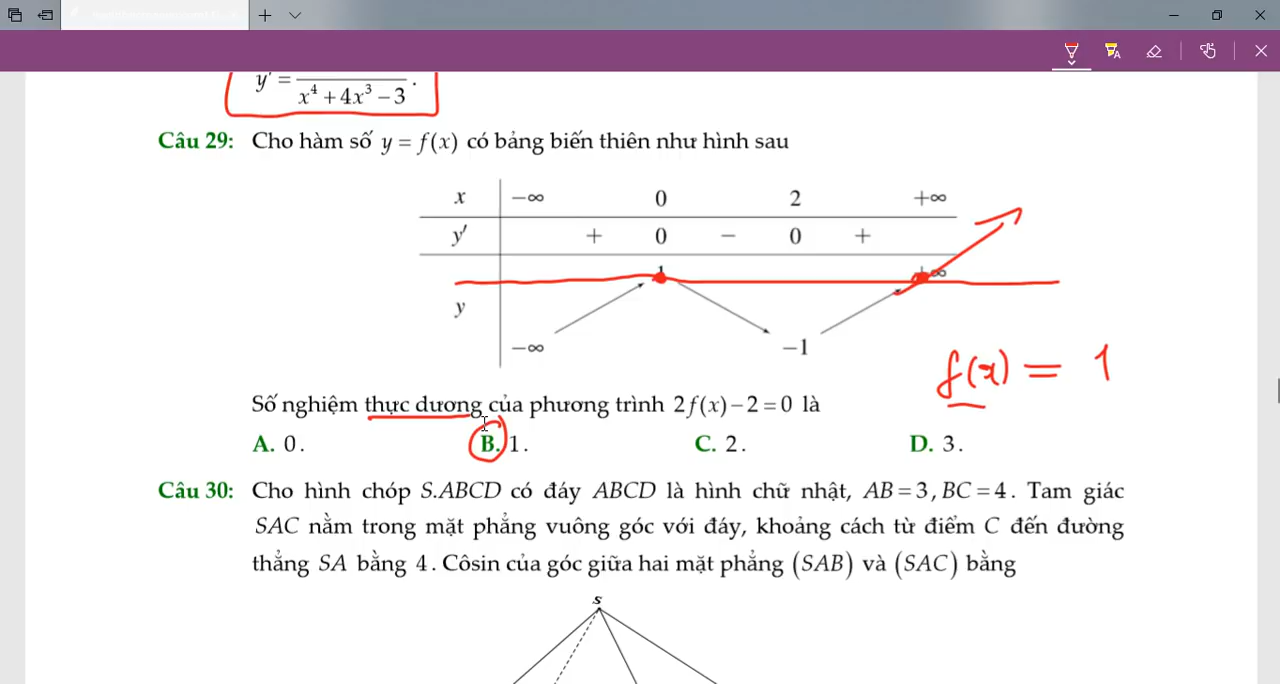 y' =
x⁴ + 4x³ − 3 .
Câu 29: Cho hàm số y = f(x) có bảng biến thiên như hình sau
x −∞ 0 2 +∞
y' + 0 − 0 +
1 +∞
y
−∞ −1
f(x) = 1
Số nghiệm thực dương của phương trình 2f(x) − 2 = 0 là
A. 0. B. 1. C. 2. D. 3.
Câu 30: Cho hình chóp S.ABCD có đáy ABCD là hình chữ nhật, AB = 3, BC = 4. Tam giác
SAC nằm trong mặt phẳng vuông góc với đáy, khoảng cách từ điểm C đến đường
thẳng SA bằng 4. Côsin của góc giữa hai mặt phẳng (SAB) và (SAC) bằng
S